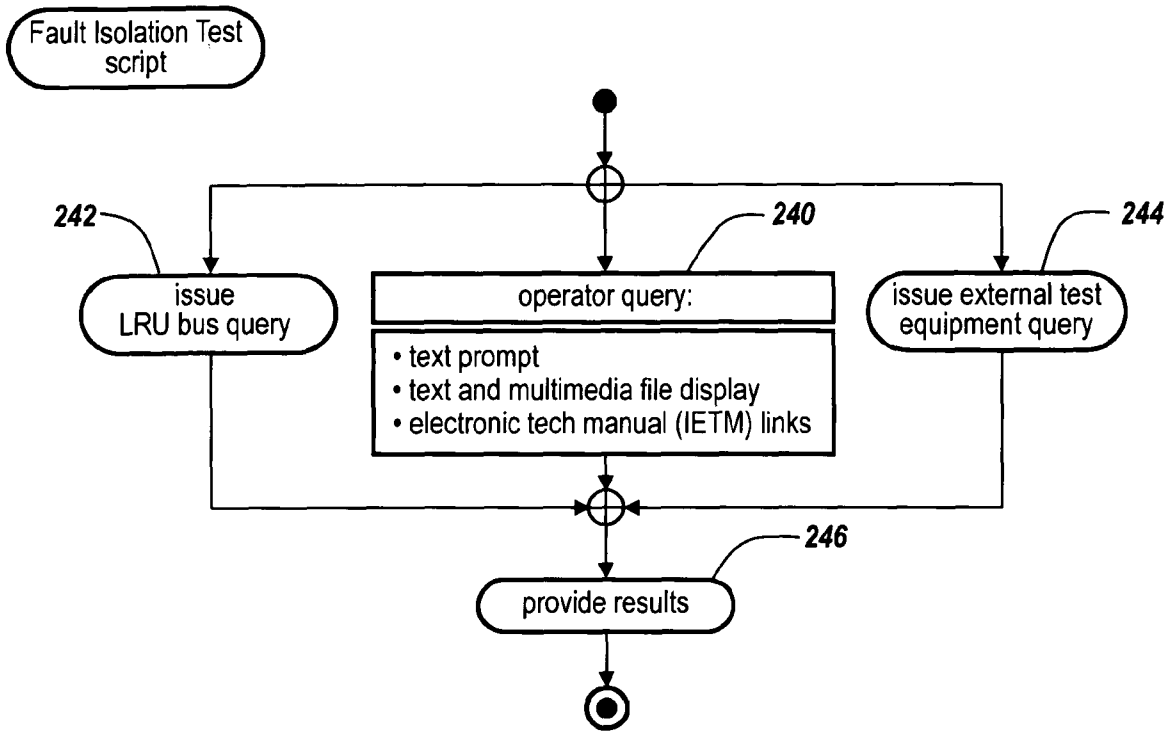 Fault Isolation Test
script
242
240
244
issue
LRU bus query
operator query:
issue external test
equipment query
• text prompt
• text and multimedia file display
• electronic tech manual (IETM) links
246
provide results